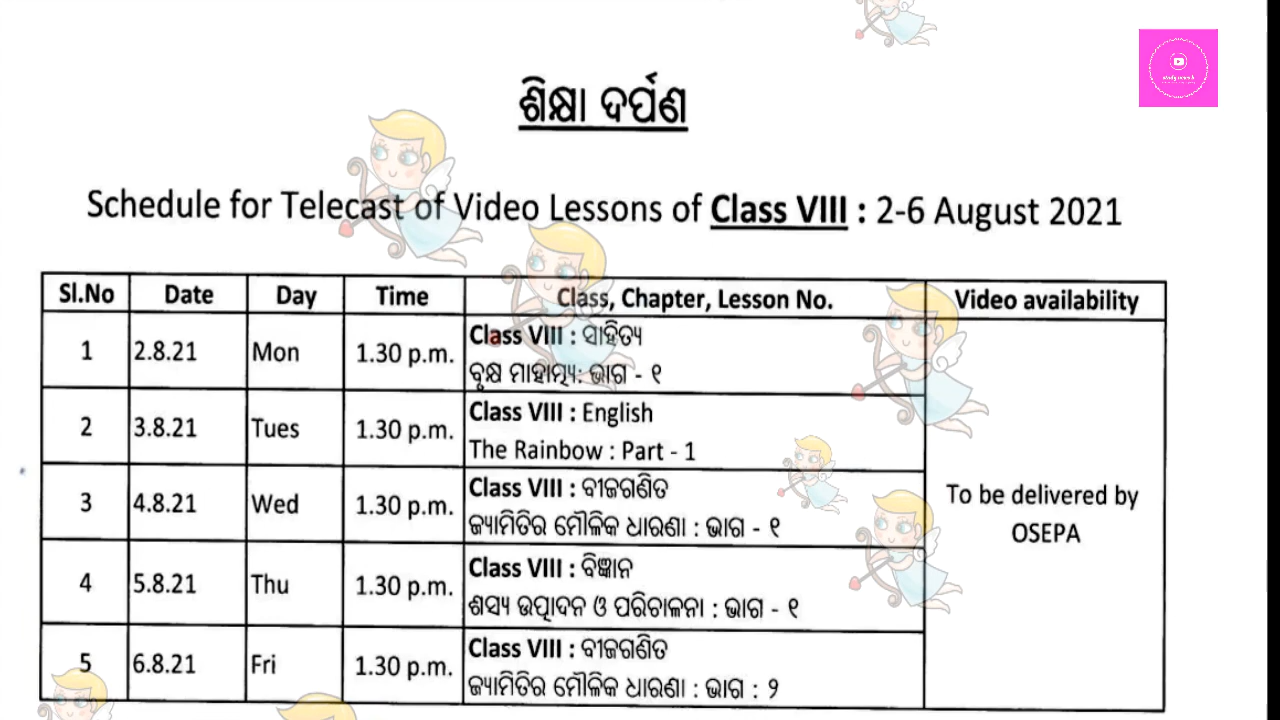 ଶିକ୍ଷା ଦର୍ପଣ
Schedule for Telecast of Video Lessons of Class VIII : 2-6 August 2021
Sl.No Date Day Time Class, Chapter, Lesson No. Video availability
1 2.8.21 Mon 1.30 p.m. Class VIII : ସାହିତ୍ୟ
ବୃକ୍ଷ ମାହାତ୍ମ୍ୟ: ଭାଗ - ୧
2 3.8.21 Tues 1.30 p.m. Class VIII : English
The Rainbow : Part - 1
3 4.8.21 Wed 1.30 p.m. Class VIII : ବୀଜଗଣିତ
ଜ୍ୟାମିତିର ମୌଳିକ ଧାରଣା : ଭାଗ - ୧
To be delivered by
OSEPA
4 5.8.21 Thu 1.30 p.m. Class VIII : ବିଜ୍ଞାନ
ଶସ୍ୟ ଉତ୍ପାଦନ ଓ ପରିଚାଳନା : ଭାଗ - ୧
5 6.8.21 Fri 1.30 p.m. Class VIII : ବୀଜଗଣିତ
ଜ୍ୟାମିତିର ମୌଳିକ ଧାରଣା : ଭାଗ : ୨